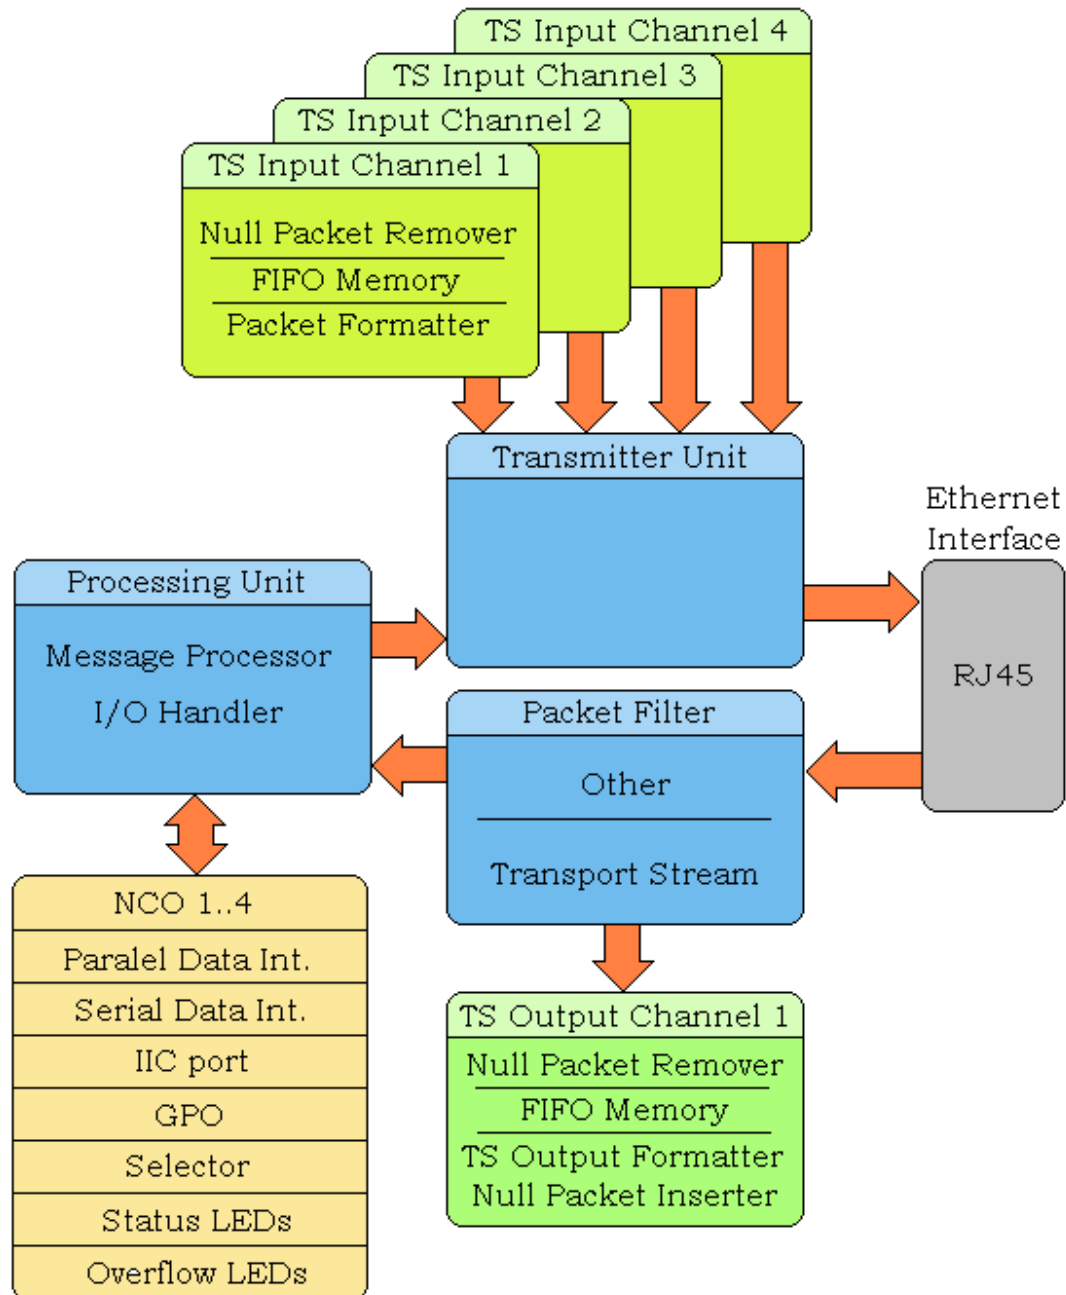 TS Input Channel 4
TS Input Channel 3
TS Input Channel 2
TS Input Channel 1
Null Packet Remover
FIFO Memory
Packet Formatter
Transmitter Unit
Ethernet
Interface
RJ45
Processing Unit
Message Processor
I/O Handler
Packet Filter
Other
Transport Stream
NCO 1..4
Paralel Data Int.
Serial Data Int.
IIC port
GPO
Selector
Status LEDs
Overflow LEDs
TS Output Channel 1
Null Packet Remover
FIFO Memory
TS Output Formatter
Null Packet Inserter